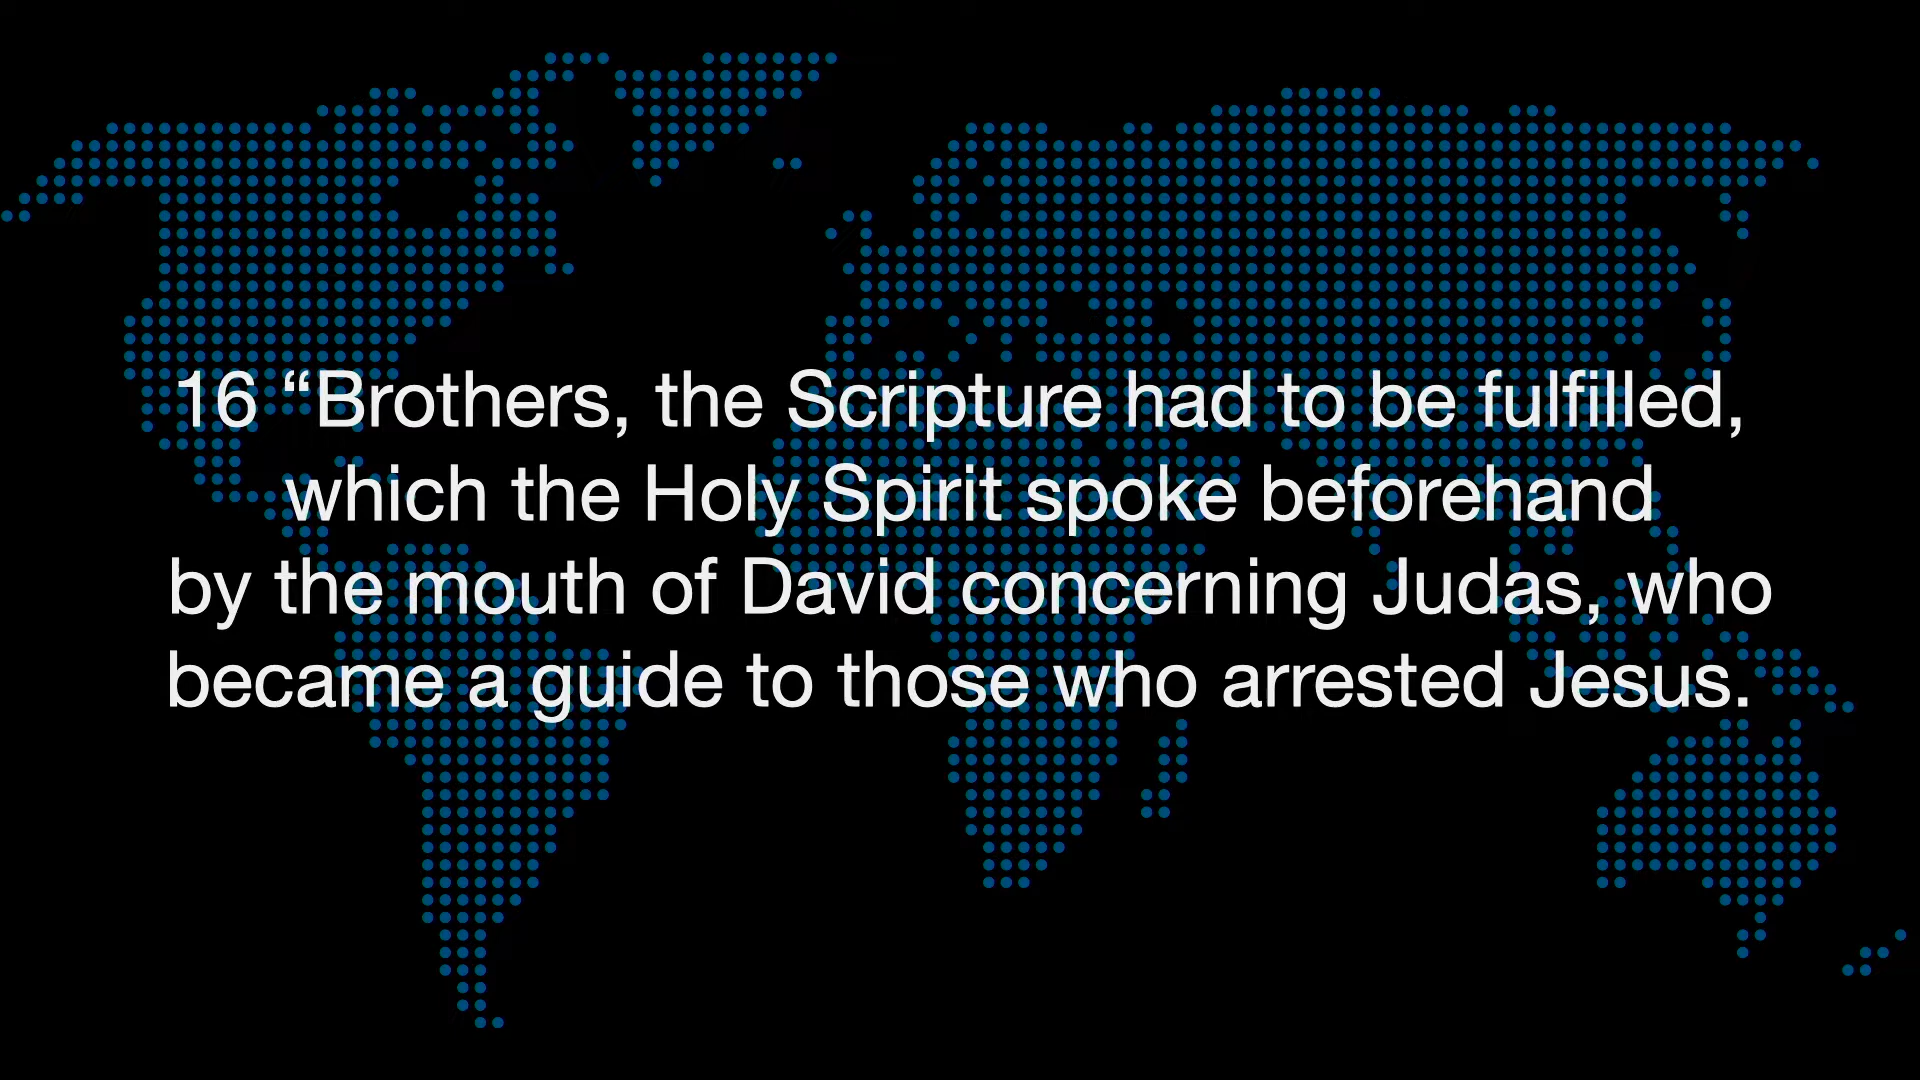 16 “Brothers, the Scripture had to be fulfilled,
which the Holy Spirit spoke beforehand
by the mouth of David concerning Judas, who
became a guide to those who arrested Jesus.